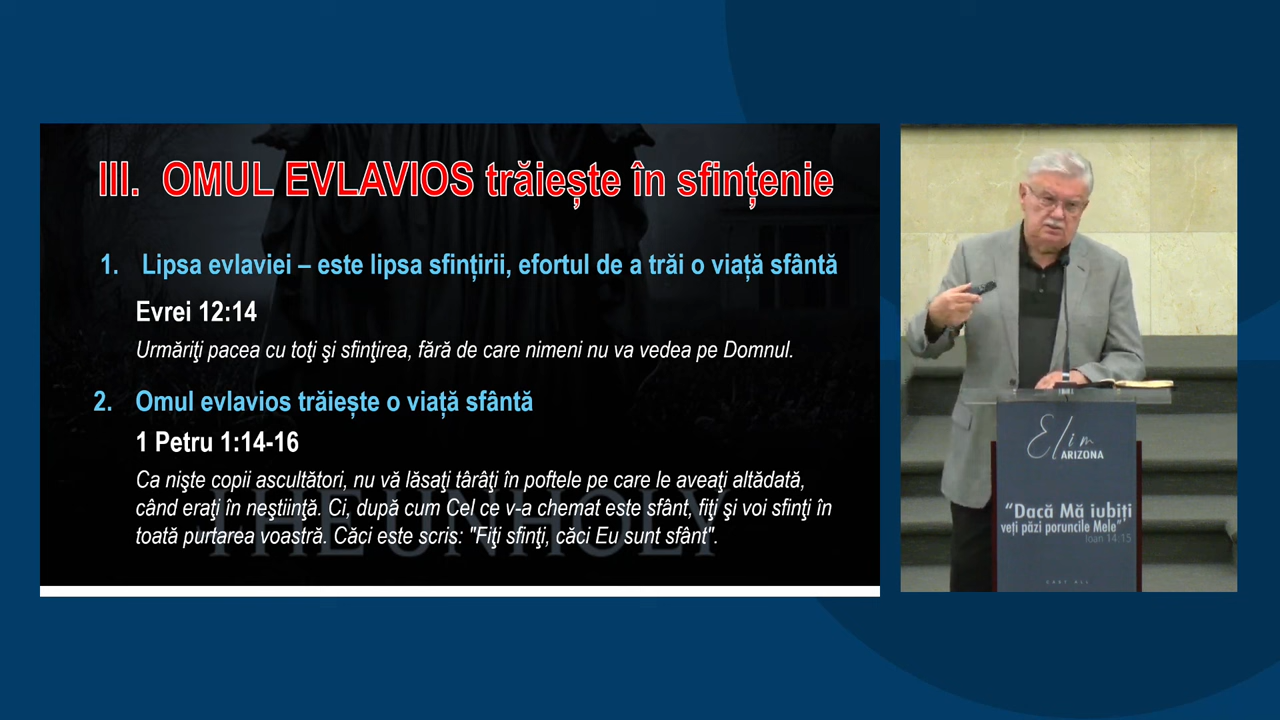 III. OMUL EVLAVIOS trăiește în sfințenie
1. Lipsa evlaviei – este lipsa sfințirii, efortul de a trăi o viață sfântă
Evrei 12:14
Urmăriţi pacea cu toţi şi sfinţirea, fără de care nimeni nu va vedea pe Domnul.
2. Omul evlavios trăiește o viață sfântă
1 Petru 1:14-16
Ca nişte copii ascultători, nu vă lăsaţi târâţi în poftele pe care le aveaţi altădată,
când eraţi în neştiinţă. Ci, după cum Cel ce v-a chemat este sfânt, fiţi şi voi sfinţi în
toată purtarea voastră. Căci este scris: "Fiţi sfinţi, căci Eu sunt sfânt".
THE UNHOLY
Elim
ARIZONA
“Dacă Mă iubiți
veți păzi poruncile Mele”
Ioan 14:15